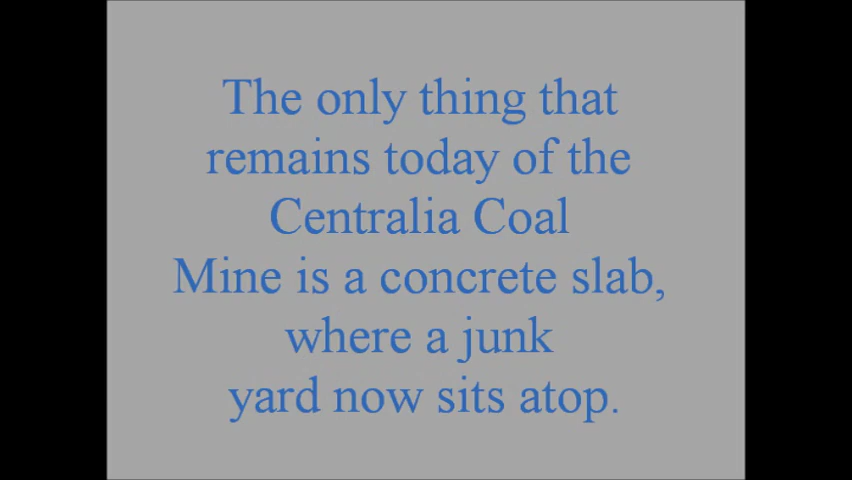 The only thing that
remains today of the
Centralia Coal
Mine is a concrete slab,
where a junk
yard now sits atop.